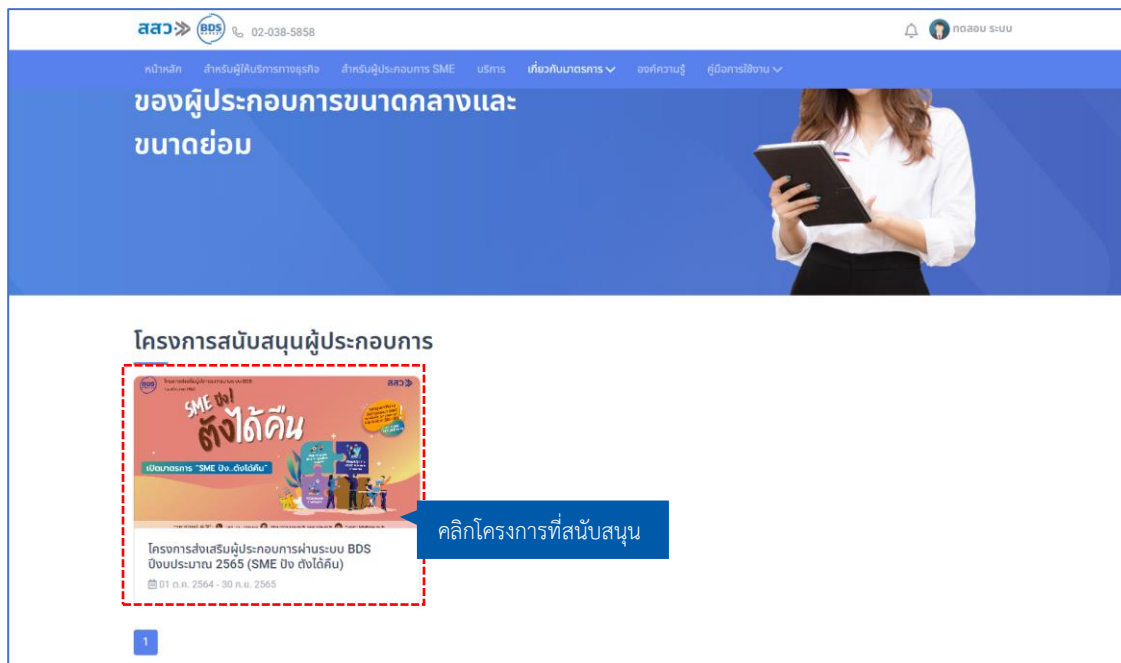 สสว
BDS
02-038-5858
ทดสอบ ระบบ
หน้าหลัก สำหรับผู้ให้บริการทางธุรกิจ สำหรับผู้ประกอบการ SME บริการ เกี่ยวกับมาตรการ องค์ความรู้ คู่มือการใช้งาน
ของผู้ประกอบการขนาดกลางและ
ขนาดย่อม
โครงการสนับสนุนผู้ประกอบการ
BDS
สสว
SME ปัง!
ตังได้คืน
เปิดมาตรการ "SME ปัง..ตังได้คืน"
คลิกโครงการที่สนับสนุน
โครงการส่งเสริมผู้ประกอบการผ่านระบบ BDS
ปีงบประมาณ 2565 (SME ปัง ตังได้คืน)
01 ต.ค. 2564 - 30 ก.ย. 2565
1